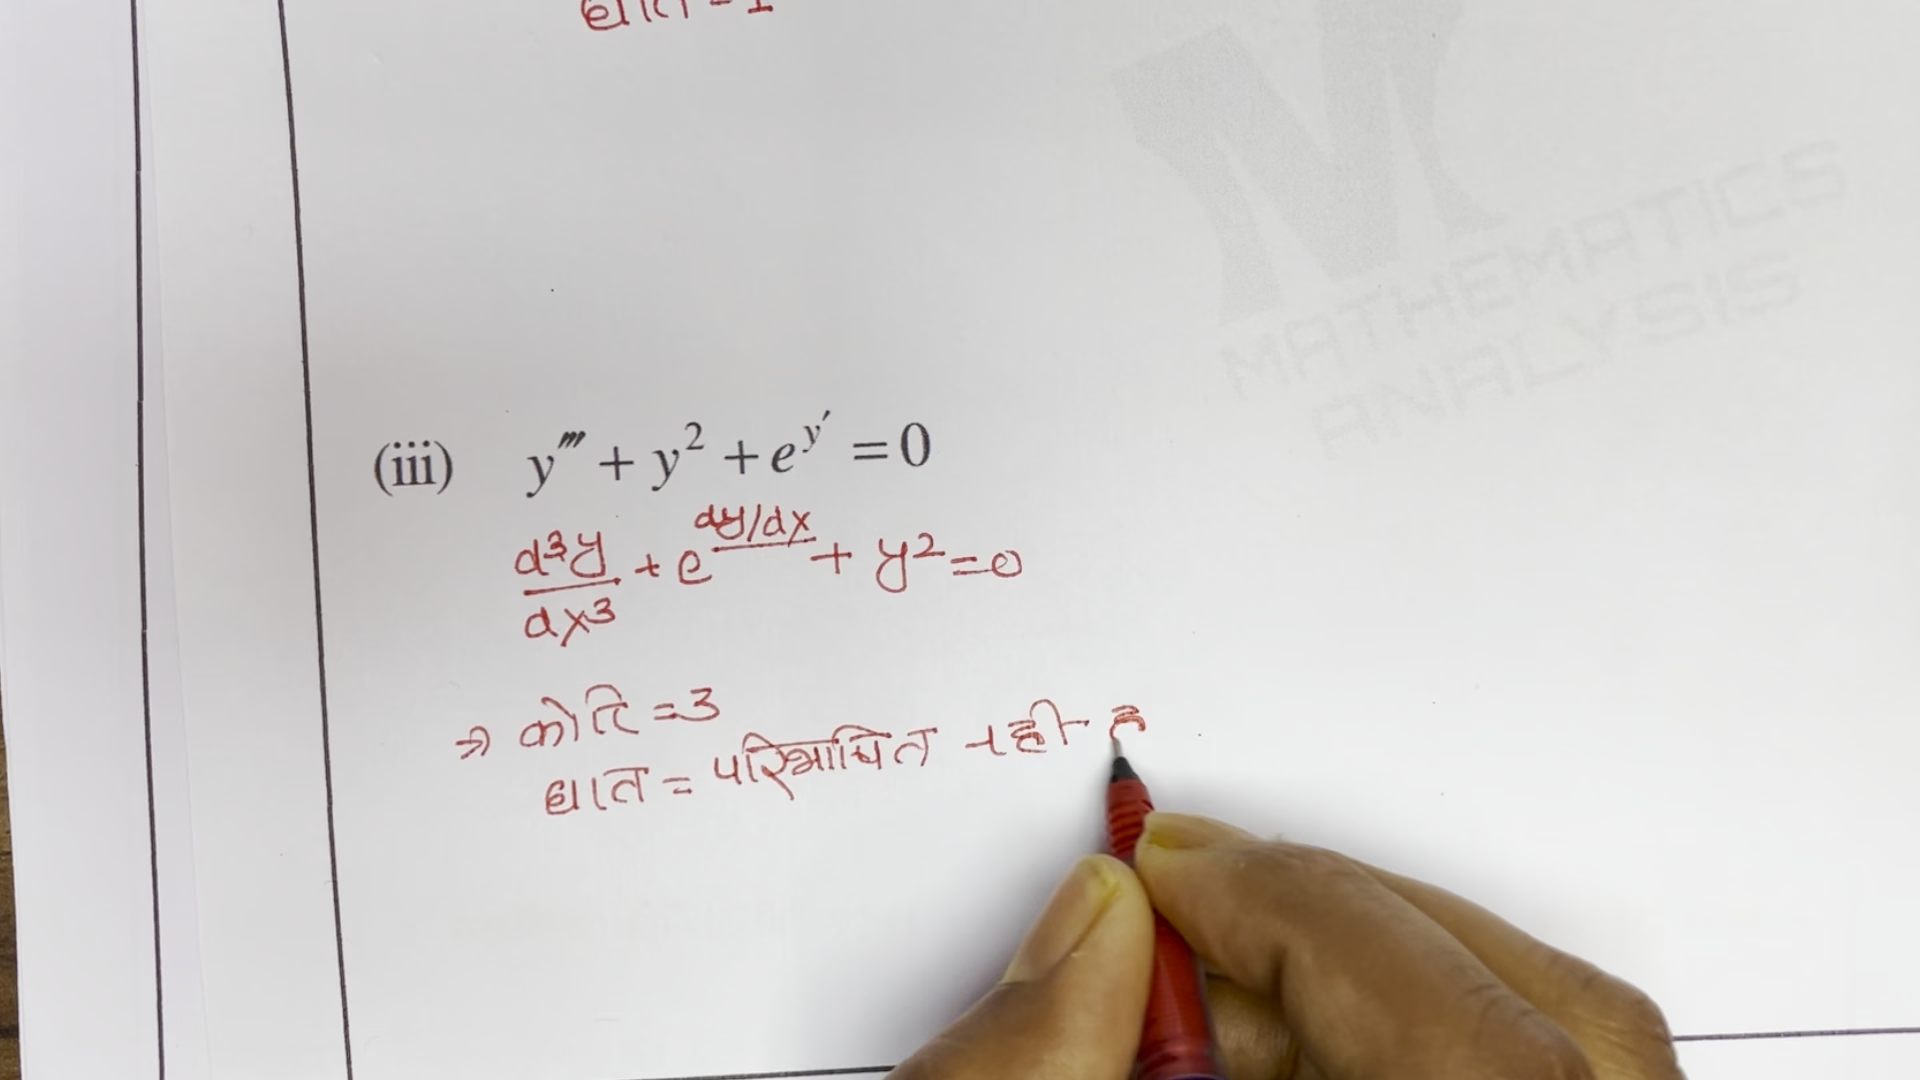 घात = 1
MATHEMATICS
ANALYSIS
(iii) y‴ + y² + e^{y′} = 0
d³y/dx³ + e^{dy/dx} + y² = 0
⇒ कोटि = 3
घात = परिभाषित नहीं है